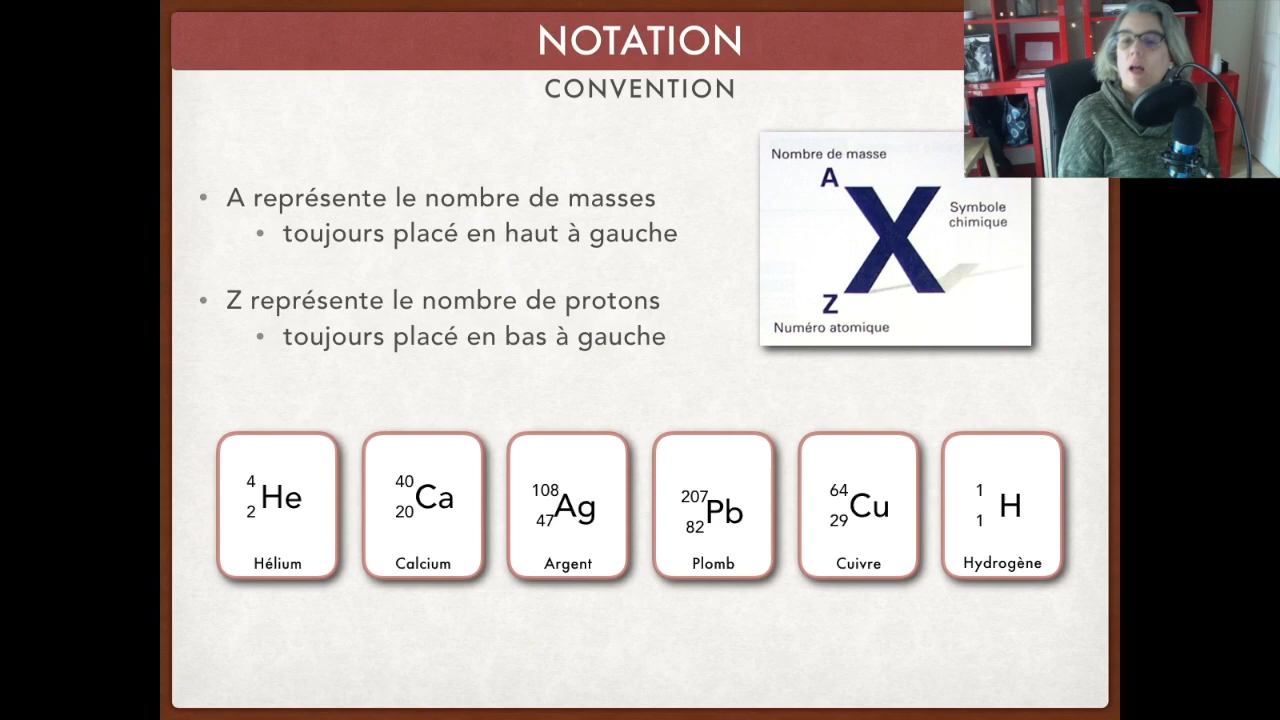 NOTATION
CONVENTION
A représente le nombre de masses
toujours placé en haut à gauche
Z représente le nombre de protons
toujours placé en bas à gauche
Nombre de masse
A
X
Symbole
chimique
Z
Numéro atomique
4
2
He
Hélium
40
20
Ca
Calcium
108
47
Ag
Argent
207
82
Pb
Plomb
64
29
Cu
Cuivre
1
1
H
Hydrogène